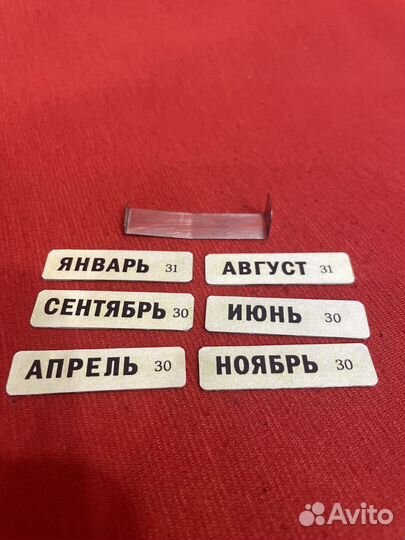 ЯНВАРЬ 31
АВГУСТ 31
СЕНТЯБРЬ 30
ИЮНЬ 30
АПРЕЛЬ 30
НОЯБРЬ 30
Avito